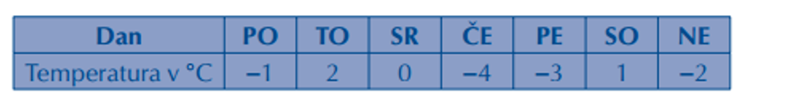 Dan PO TO SR ČE PE SO NE
Temperatura v °C –1 2 0 –4 –3 1 –2